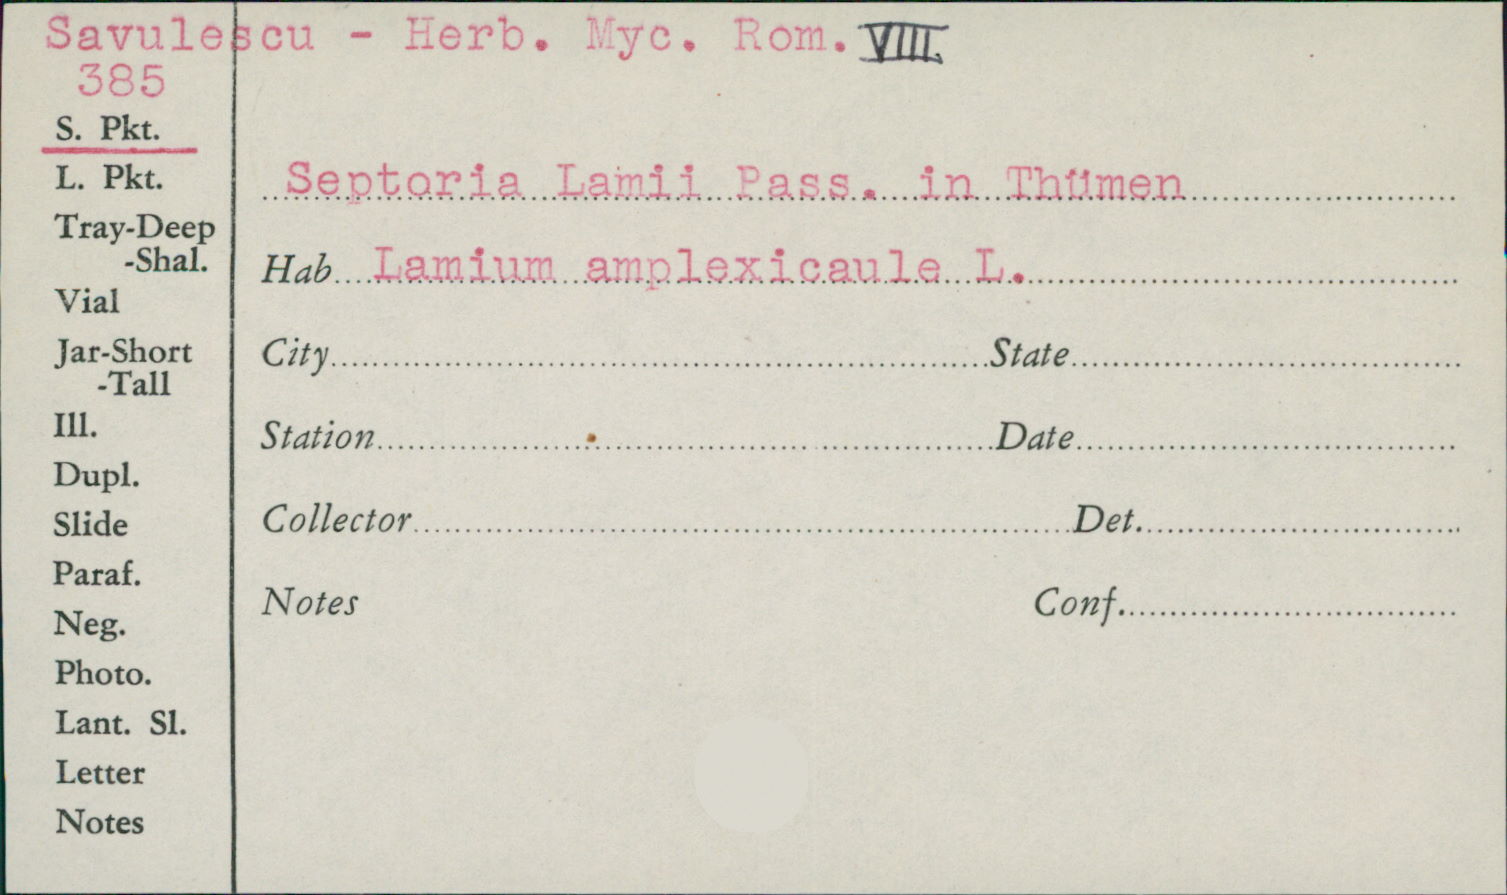 Savulescu - Herb. Myc. Rom. VIII.
385
S. Pkt.
L. Pkt.
Tray-Deep
-Shal.
Vial
Jar-Short
-Tall
Ill.
Dupl.
Slide
Paraf.
Neg.
Photo.
Lant. Sl.
Letter
Notes
Septoria Lamii Pass. in Thümen
Hab Lamium amplexicaule L.
City State
Station Date
Collector Det.
Notes Conf.